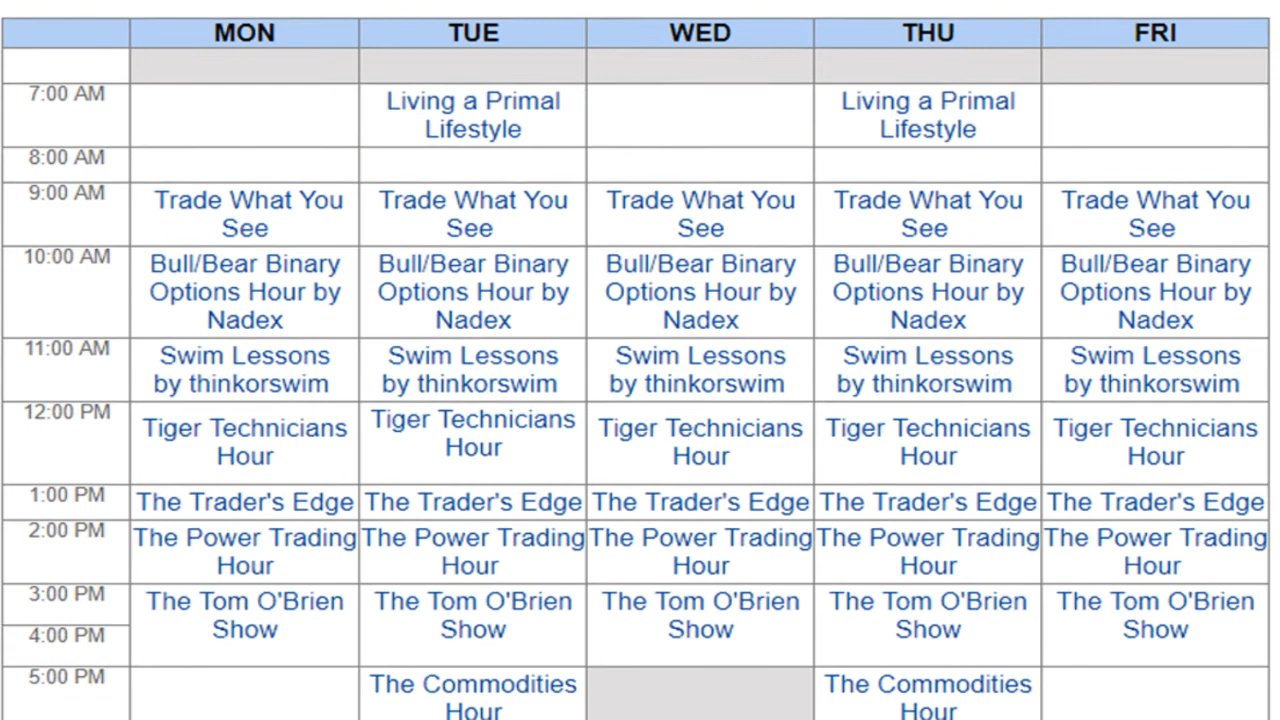 MON TUE WED THU FRI
7:00 AM
Living a Primal Living a Primal
Lifestyle Lifestyle
8:00 AM
9:00 AM
Trade What You Trade What You Trade What You Trade What You Trade What You
See See See See See
10:00 AM
Bull/Bear Binary Bull/Bear Binary Bull/Bear Binary Bull/Bear Binary Bull/Bear Binary
Options Hour by Options Hour by Options Hour by Options Hour by Options Hour by
Nadex Nadex Nadex Nadex Nadex
11:00 AM
Swim Lessons Swim Lessons Swim Lessons Swim Lessons Swim Lessons
by thinkorswim by thinkorswim by thinkorswim by thinkorswim by thinkorswim
12:00 PM
Tiger Technicians Tiger Technicians Tiger Technicians Tiger Technicians Tiger Technicians
Hour Hour Hour Hour Hour
1:00 PM
The Trader's Edge The Trader's Edge The Trader's Edge The Trader's Edge The Trader's Edge
2:00 PM
The Power Trading The Power Trading The Power Trading The Power Trading The Power Trading
Hour Hour Hour Hour Hour
3:00 PM
The Tom O'Brien The Tom O'Brien The Tom O'Brien The Tom O'Brien The Tom O'Brien
Show Show Show Show Show
4:00 PM
5:00 PM
The Commodities The Commodities
Hour Hour